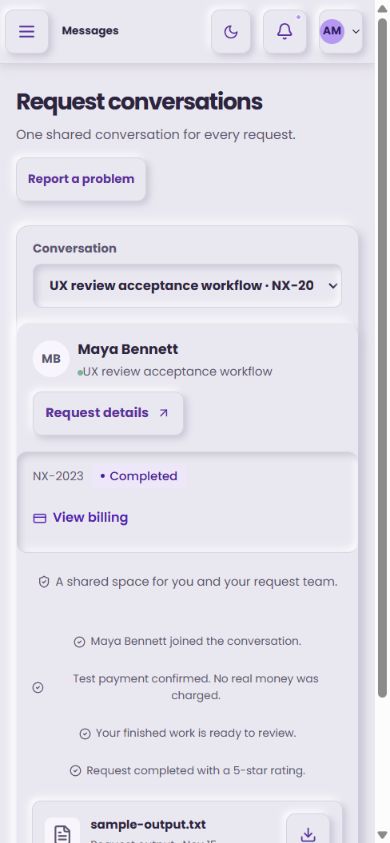 Messages
AM
Request conversations
One shared conversation for every request.
Report a problem
Conversation
UX review acceptance workflow · NX-20
MB
Maya Bennett
UX review acceptance workflow
Request details
NX-2023
• Completed
View billing
A shared space for you and your request team.
Maya Bennett joined the conversation.
Test payment confirmed. No real money was
charged.
Your finished work is ready to review.
Request completed with a 5-star rating.
sample-output.txt